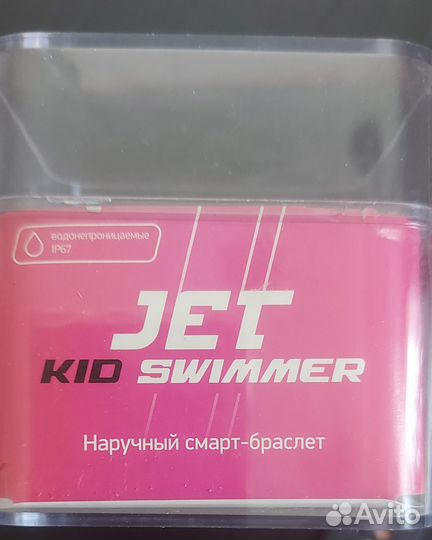 водонепроницаемые
IP67
JET
KID SWIMMER
Наручный смарт-браслет
Avito